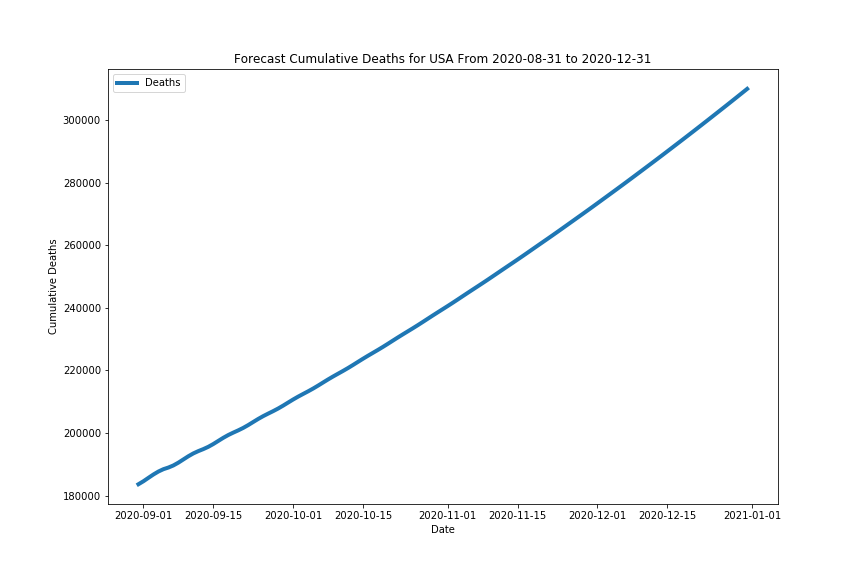 Forecast Cumulative Deaths for USA From 2020-08-31 to 2020-12-31
Deaths
300000
280000
260000
240000
220000
200000
180000
Cumulative Deaths
2020-09-01 2020-09-15 2020-10-01 2020-10-15 2020-11-01 2020-11-15 2020-12-01 2020-12-15 2021-01-01
Date